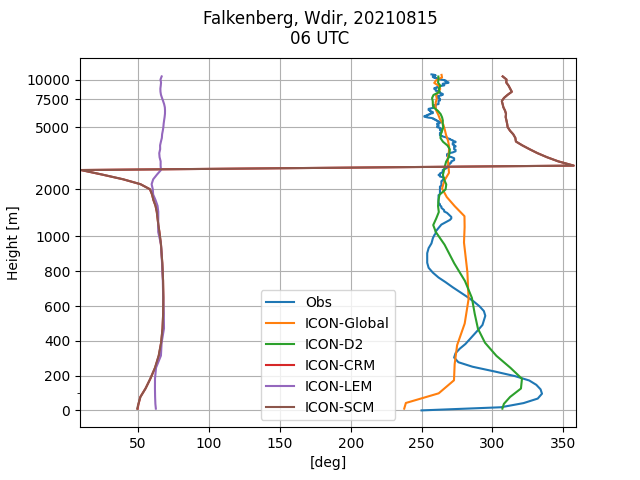 Falkenberg, Wdir, 20210815
06 UTC
10000
7500
5000
2000
1000
800
600
400
200
0
Height [m]
Obs
ICON-Global
ICON-D2
ICON-CRM
ICON-LEM
ICON-SCM
50 100 150 200 250 300 350
[deg]